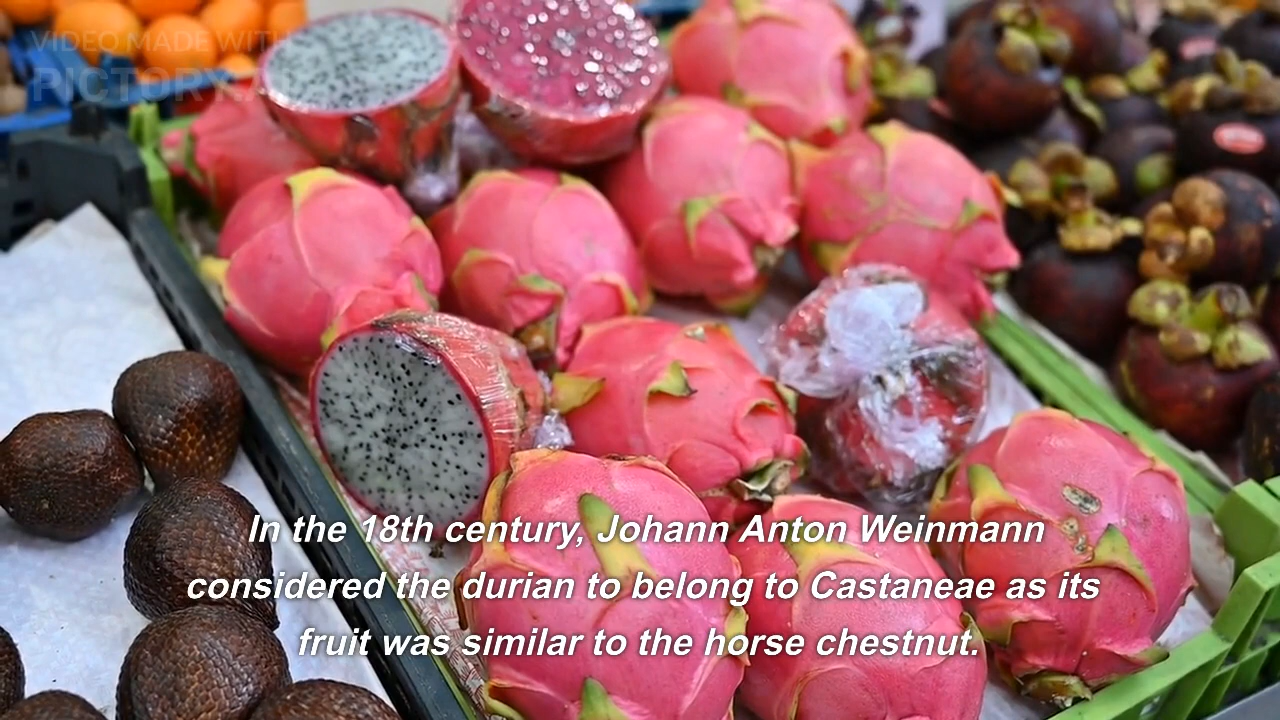 VIDEO MADE WITH
PICTORY.AI
In the 18th century, Johann Anton Weinmann
considered the durian to belong to Castaneae as its
fruit was similar to the horse chestnut.